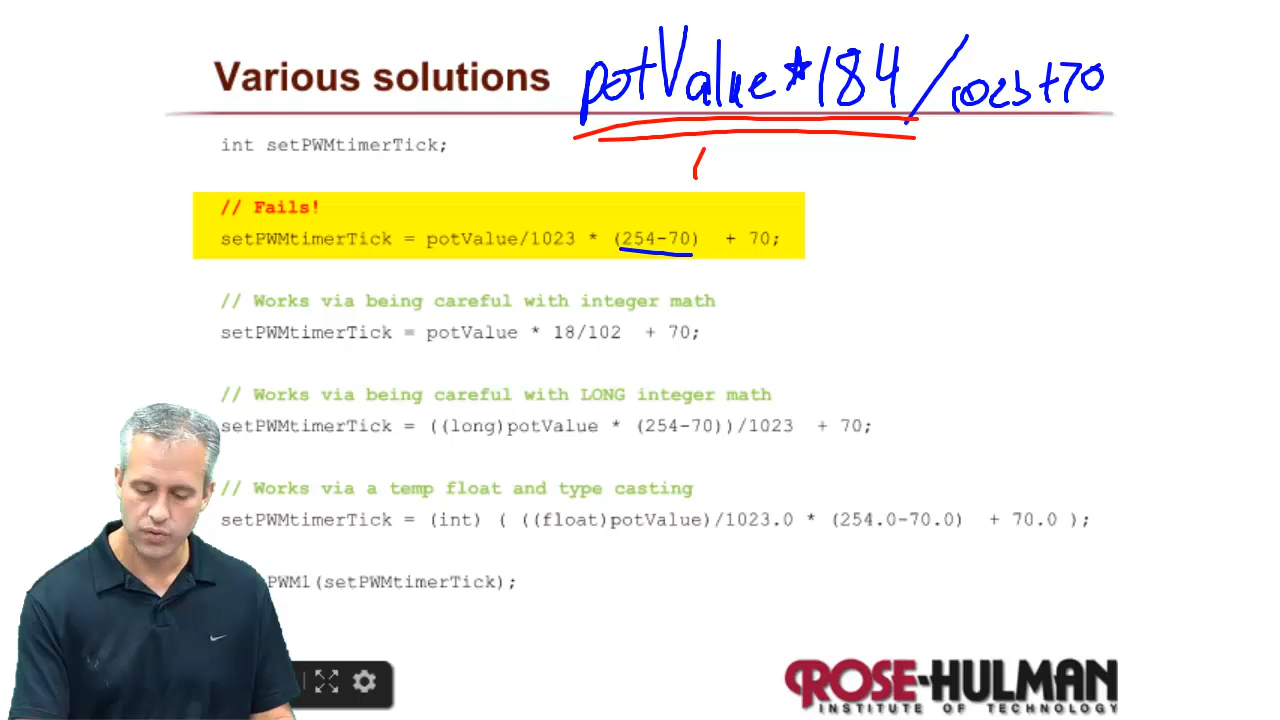 Various solutions potValue*184/1023+70
int setPWMtimerTick;
// Fails!
setPWMtimerTick = potValue/1023 * (254-70) + 70;
// Works via being careful with integer math
setPWMtimerTick = potValue * 18/102 + 70;
// Works via being careful with LONG integer math
setPWMtimerTick = ((long)potValue * (254-70))/1023 + 70;
// Works via a temp float and type casting
setPWMtimerTick = (int) ( ((float)potValue)/1023.0 * (254.0-70.0) + 70.0 );
PWM1(setPWMtimerTick);
ROSE-HULMAN
INSTITUTE OF TECHNOLOGY